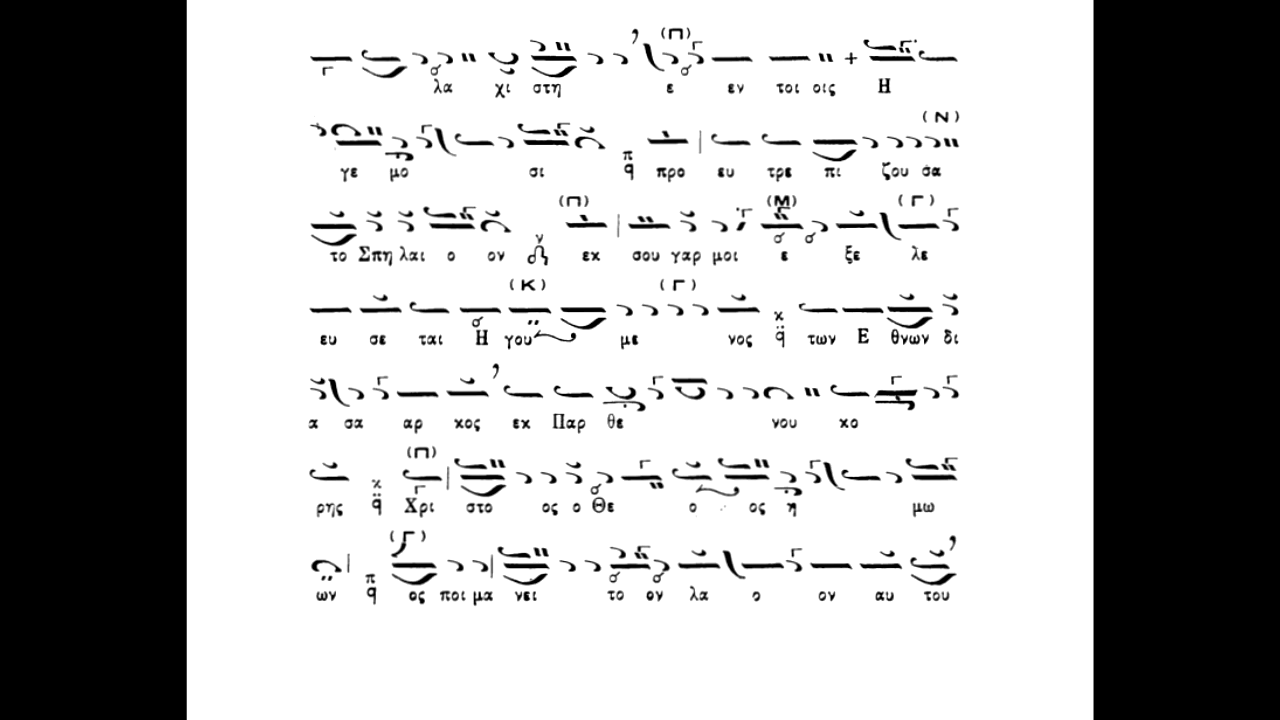 (Π)
λα χι στη ε εν τοι οις Η
(Ν)
γε μο σι π q προ ευ τρε πι ζου σα
(Π) (Μ) (Γ)
το Σπη λαι ο ον ν εκ σου γαρ μοι ε ξε λε
(Κ) (Γ)
ευ σε ται Η γου με νος κ q των Ε θνων δι
α σα αρ κος εκ Παρ θε νου κο
(Π)
ρης κ q Χρι στο ος ο Θε ο ος η μω
(Γ)
ων π q ος ποι μα νει το ον λα ο ον αυ του